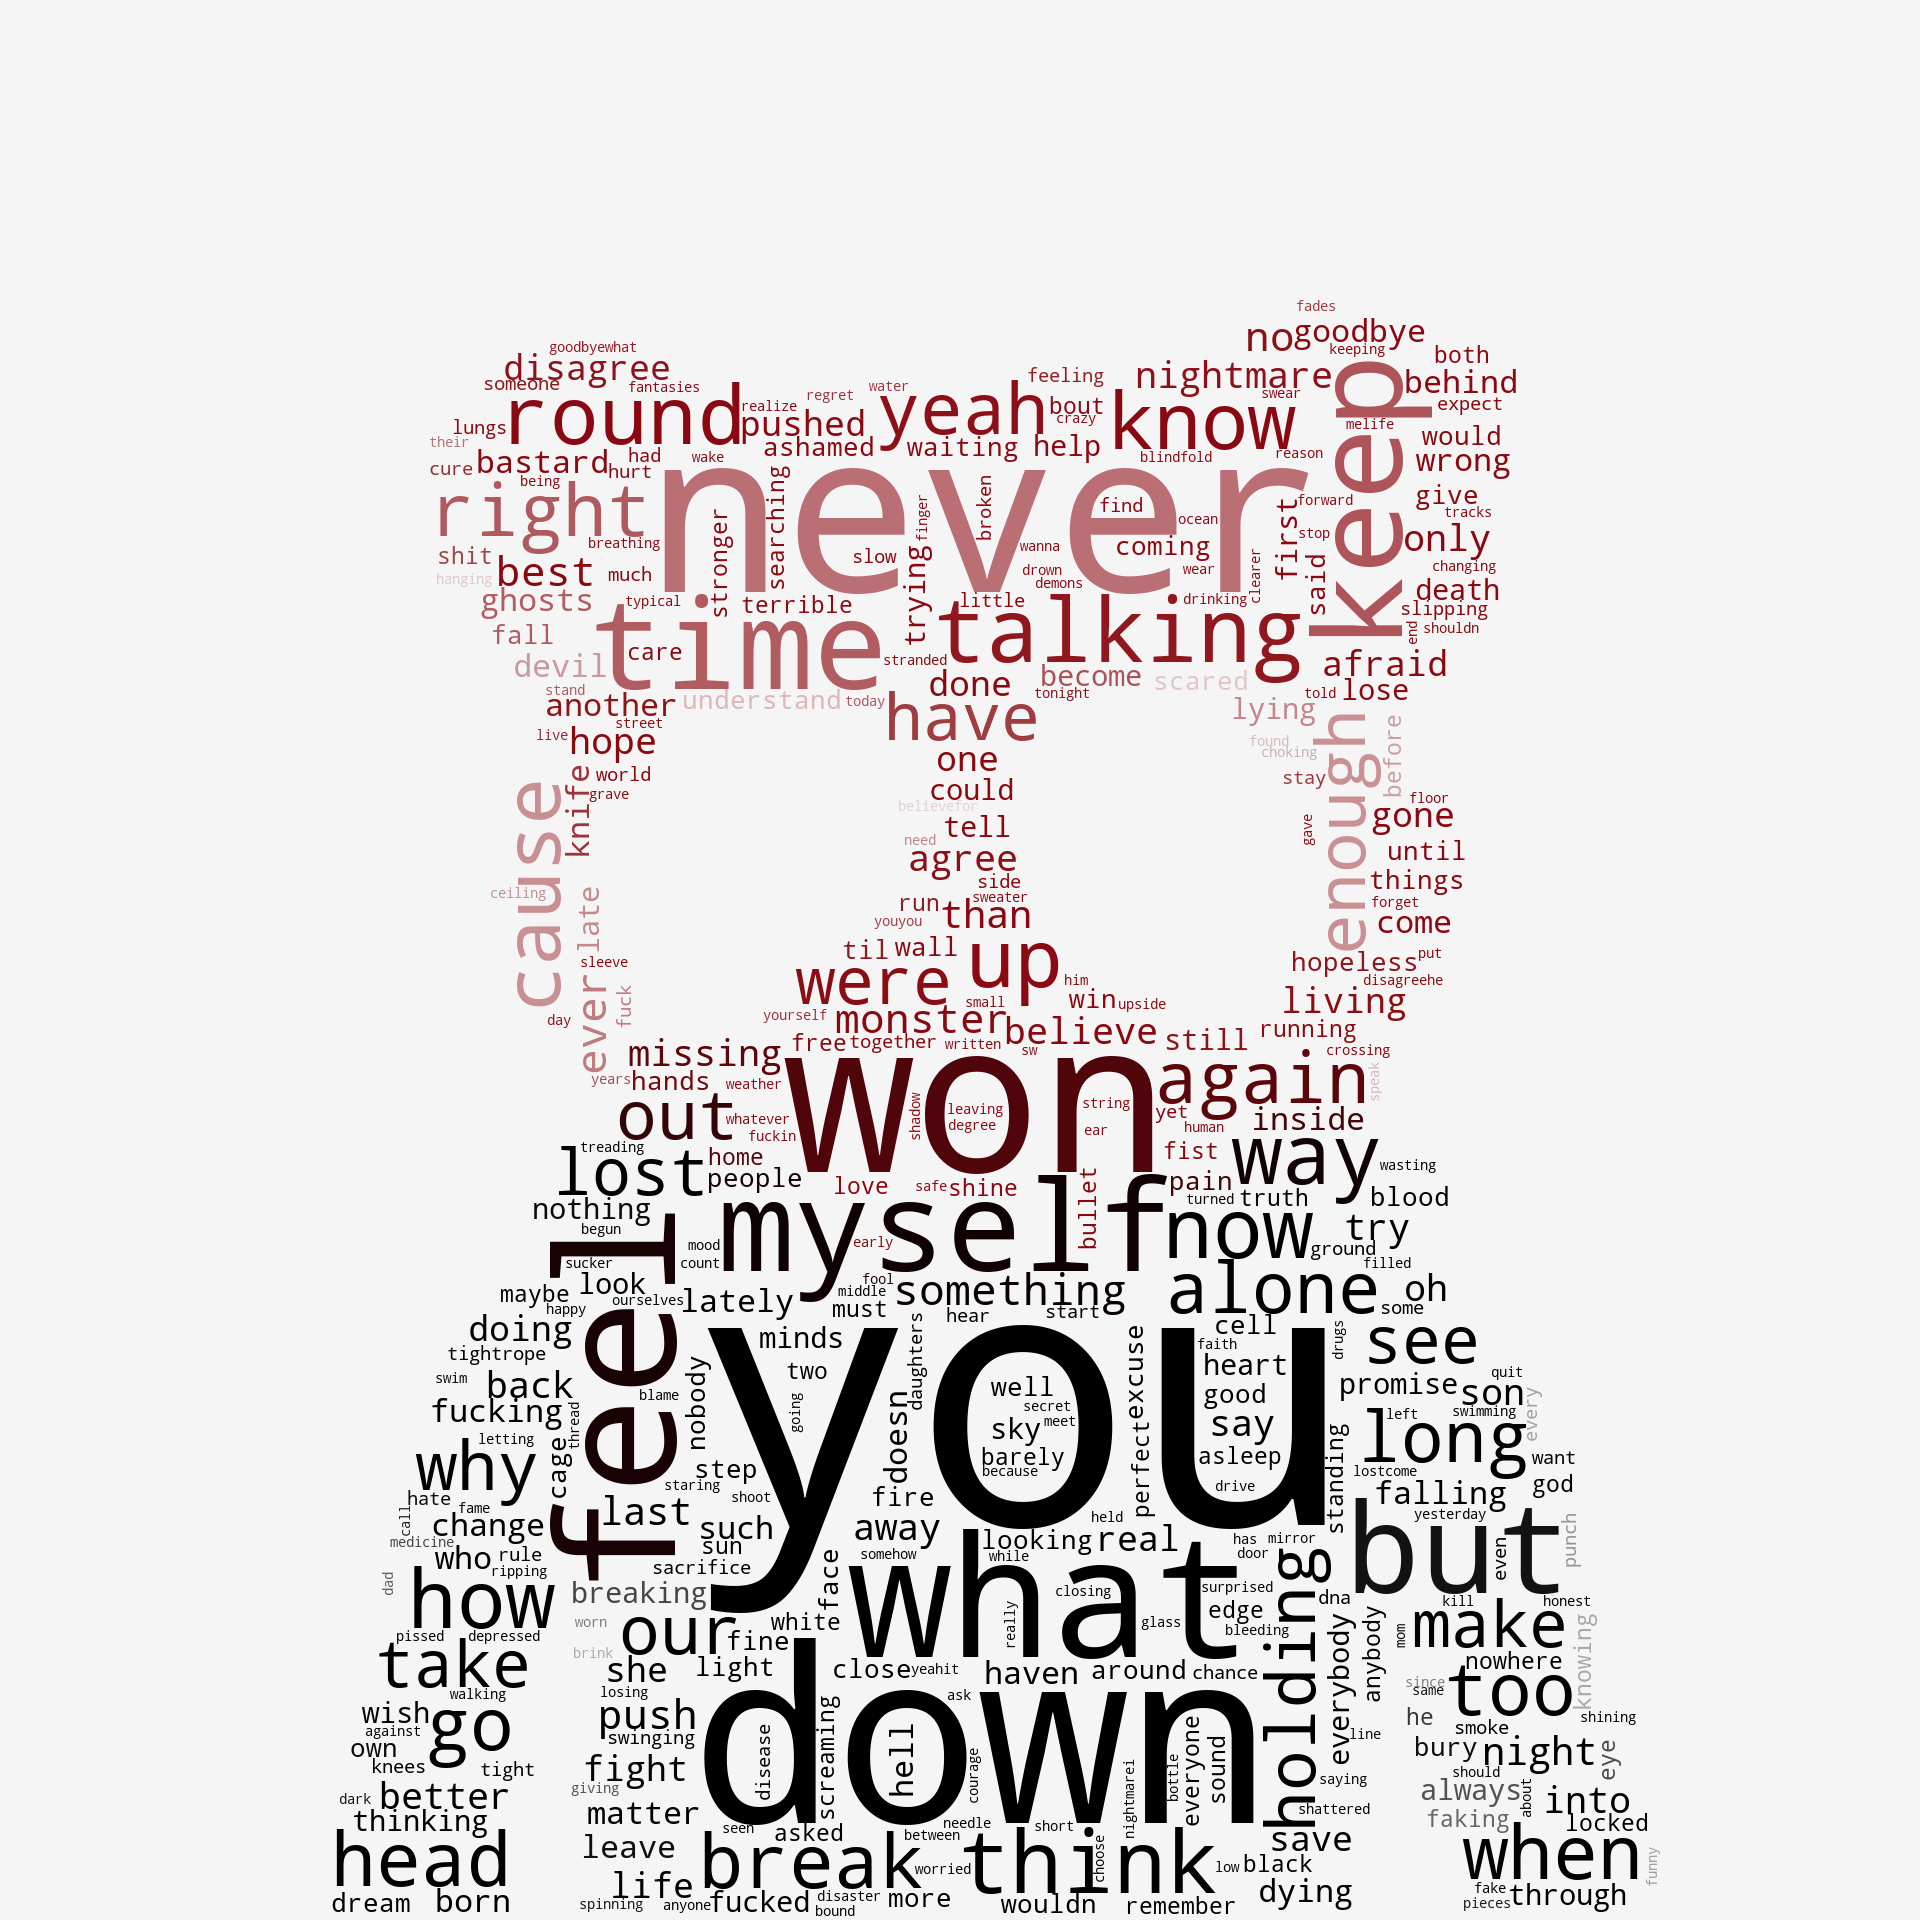 fades
no
goodbye
goodbyewhat
disagree
keeping
both
someone
fantasies
feeling
nightmare
behind
round
realize
regret
water
yeah
bout
crazy
know
swear
keep
expect
lungs
pushed
melife
their
ashamed
waiting
help
would
cure
bastard
had
hurt
wake
blindfold
reason
wrong
being
right
never
searching
broken
finger
find
forward
give
stronger
ocean
first
stop
tracks
shit
breathing
slow
trying
wanna
coming
only
hanging
best
much
drown
demons
wear
clearer
said
changing
death
ghosts
typical
terrible
little
drinking
slipping
fall
time
talking
end
shouldn
devil
care
stranded
afraid
stand
understand
today
done
become
tonight
scared
told
lose
another
street
have
lying
enough
before
live
hope
one
found
choking
cause
knife
world
grave
could
stay
believefor
floor
tell
gave
gone
need
agree
until
ceiling
late
side
things
run
sweater
forget
youyou
than
come
til
wall
up
sleeve
were
him
hopeless
put
disagreehe
ever
fuck
small
win
upside
living
day
yourself
monster
believe
still
running
missing
free
together
written
sw
crossing
years
hands
weather
won
again
speak
out
whatever
shadow
leaving
string
yet
inside
fuckin
degree
ear
human
treading
lost
home
fist
way
wasting
people
love
safe
shine
bullet
pain
turned
truth
blood
nothing
feel
myself
now
try
begun
mood
early
ground
sucker
count
filled
look
fool
maybe
ourselves
lately
middle
something
alone
oh
happy
must
hear
start
some
doing
minds
you
daughters
excuse
cell
drugs
see
tightrope
two
faith
swim
back
blame
nobody
well
heart
promise
son
quit
fucking
thread
going
secret
good
left
swimming
every
sky
meet
say
long
letting
doesn
barely
perfect
asleep
standing
want
why
cage
step
because
lostcome
staring
drive
god
hate
fame
shoot
fire
falling
call
last
held
but
yesterday
change
such
away
punch
medicine
sun
looking
real
has
mirror
who
rule
somehow
while
door
even
ripping
sacrifice
face
what
holding
dad
breaking
closing
surprised
how
dna
kill
honest
worn
our
white
really
glass
edge
everybody
anybody
make
pissed
depressed
fine
bleeding
mom
knowing
brink
take
she
light
close
yeahit
haven
around
chance
nowhere
walking
losing
ask
since
same
too
wish
push
down
he
shining
against
go
swinging
screaming
line
smoke
own
disease
hell
courage
nightmarei
bottle
everyone
sound
bury
night
eye
knees
tight
fight
saying
should
giving
dark
better
always
about
into
thinking
matter
needle
short
shattered
faking
locked
seen
asked
between
head
leave
break
think
choose
save
when
life
worried
low
black
funny
disaster
dying
fake
dream
born
spinning
anyone
fucked
bound
more
wouldn
remember
pieces
through